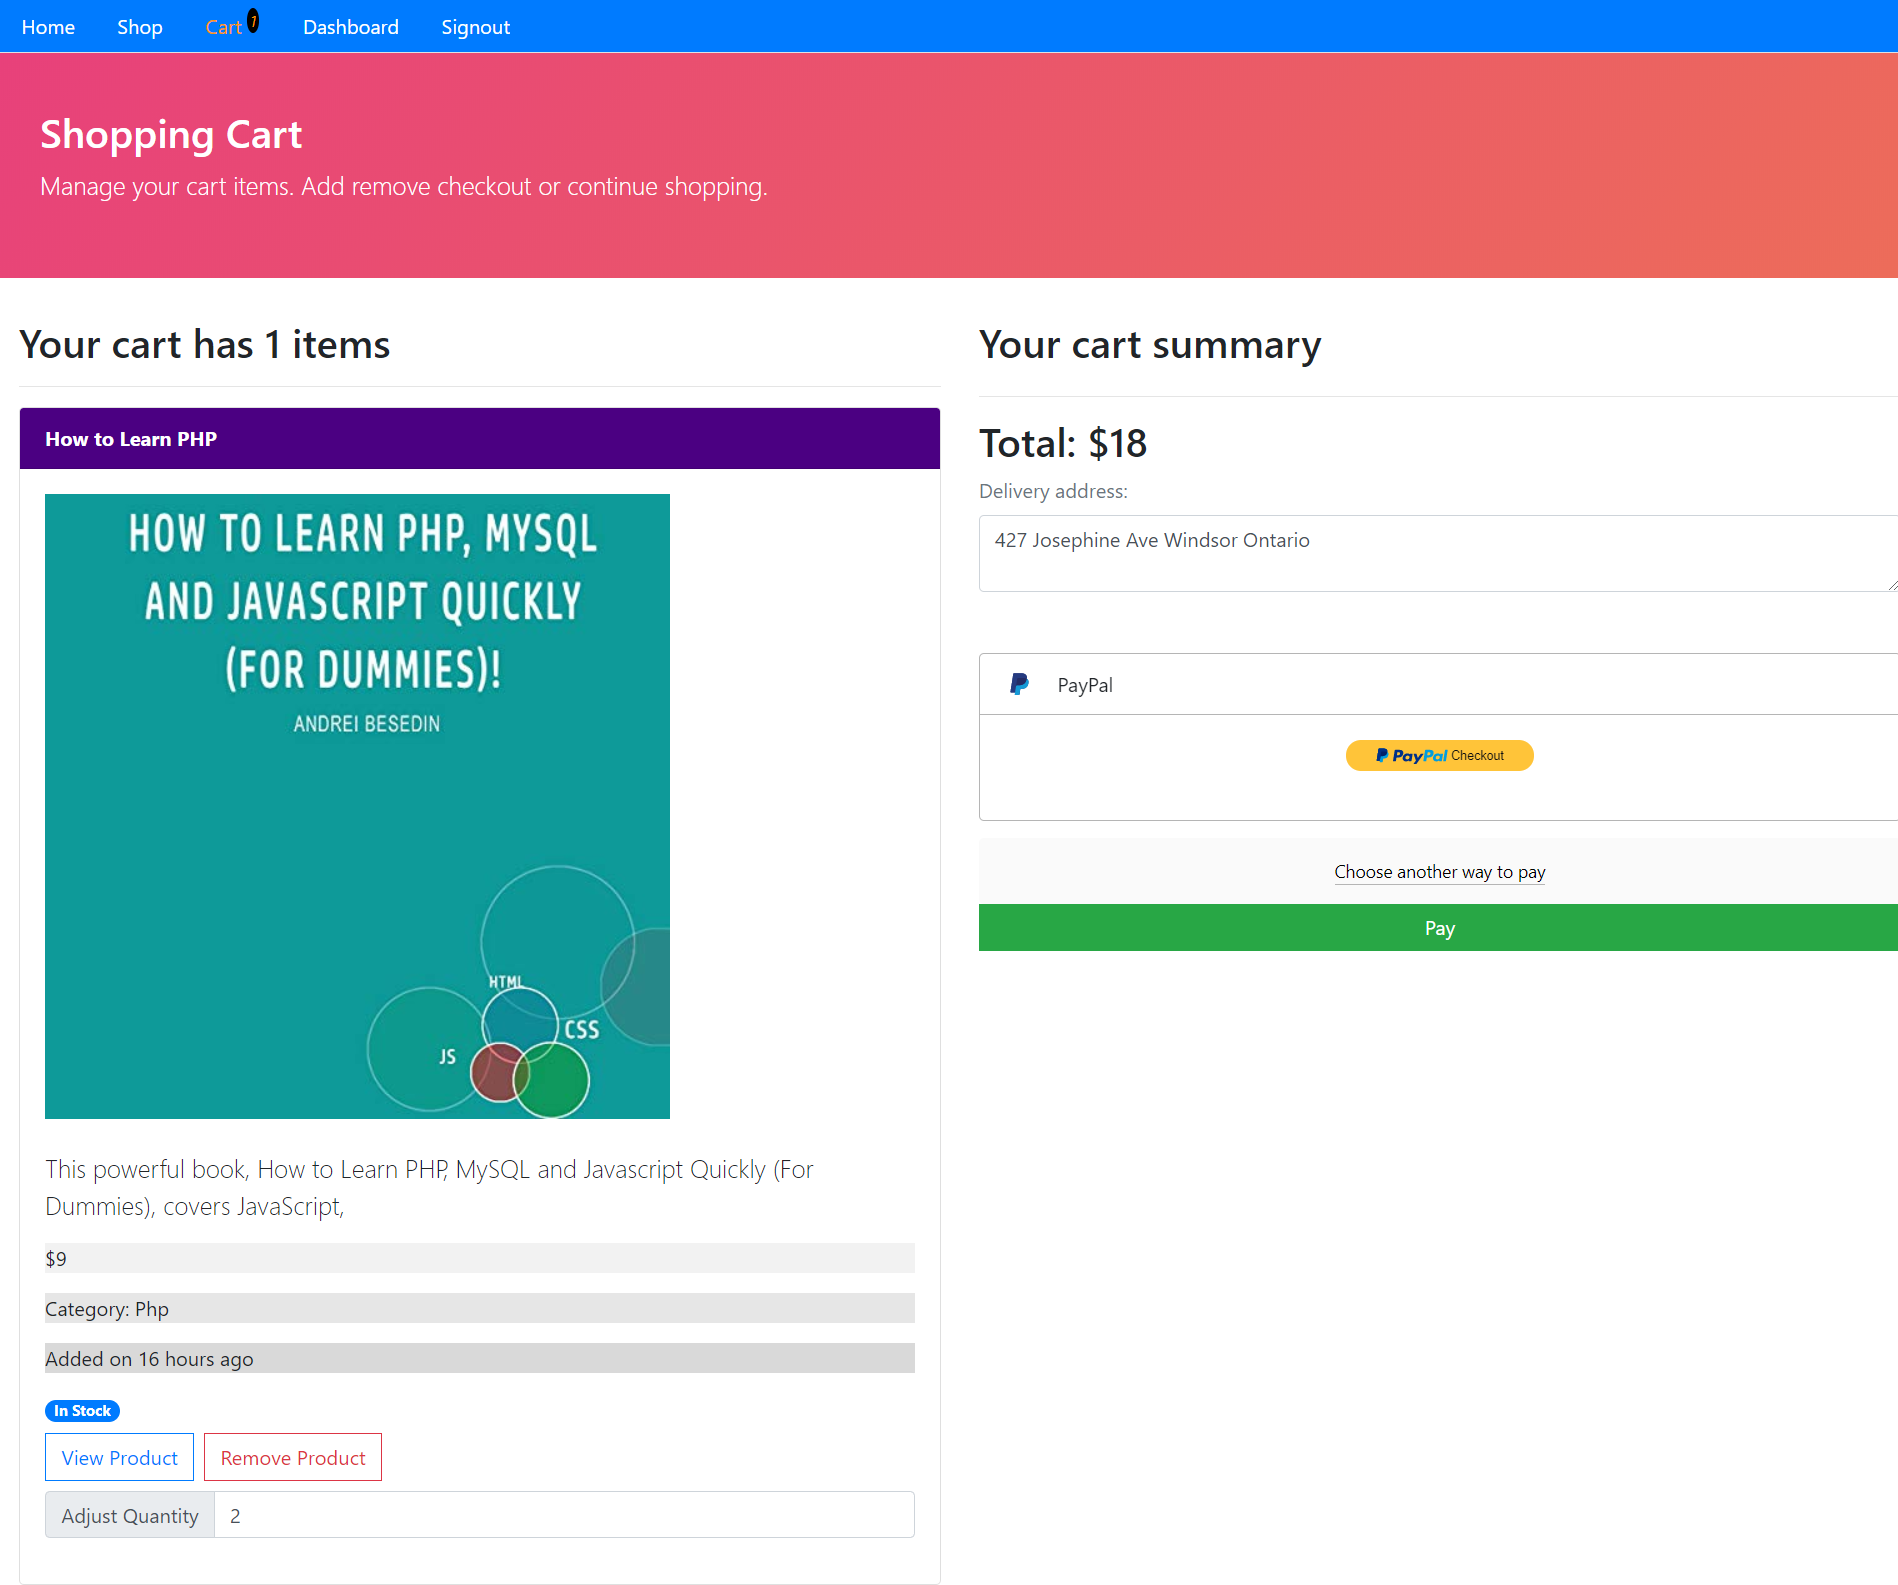 Home Shop Cart 1 Dashboard Signout
Shopping Cart
Manage your cart items. Add remove checkout or continue shopping.
Your cart has 1 items
How to Learn PHP
HOW TO LEARN PHP, MYSQL
AND JAVASCRIPT QUICKLY
(FOR DUMMIES)!
ANDREI BESEDIN
HTML
CSS
JS
This powerful book, How to Learn PHP, MySQL and Javascript Quickly (For
Dummies), covers JavaScript,
$9
Category: Php
Added on 16 hours ago
In Stock
View Product Remove Product
Adjust Quantity 2
Your cart summary
Total: $18
Delivery address:
427 Josephine Ave Windsor Ontario
PayPal
PayPal Checkout
Choose another way to pay
Pay